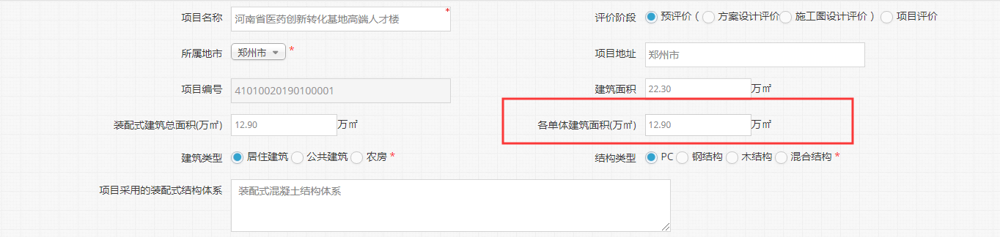 项目名称 河南省医药创新转化基地高端人才楼 * 评价阶段 预评价 ( 方案设计评价 施工图设计评价 ) 项目评价
所属地市 郑州市 * 项目地址 郑州市
项目编号 41010020190100001 建筑面积 22.30 万㎡
装配式建筑总面积(万㎡) 12.90 万㎡ 各单体建筑面积(万㎡) 12.90 万㎡
建筑类型 居住建筑 公共建筑 农房 * 结构类型 PC 钢结构 木结构 混合结构 *
项目采用的装配式结构体系 装配式混凝土结构体系